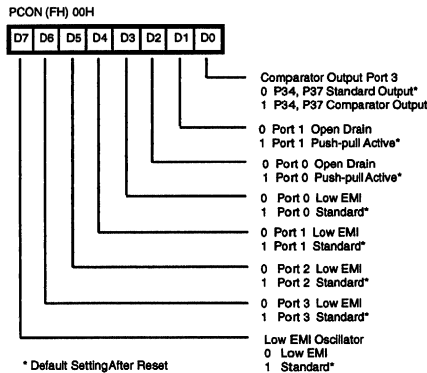 PCON (FH) 00H
D7 D6 D5 D4 D3 D2 D1 D0
Comparator Output Port 3
0 P34, P37 Standard Output*
1 P34, P37 Comparator Output
0 Port 1 Open Drain
1 Port 1 Push-pull Active*
0 Port 0 Open Drain
1 Port 0 Push-pull Active*
0 Port 0 Low EMI
1 Port 0 Standard*
0 Port 1 Low EMI
1 Port 1 Standard*
0 Port 2 Low EMI
1 Port 2 Standard*
0 Port 3 Low EMI
1 Port 3 Standard*
Low EMI Oscillator
0 Low EMI
1 Standard*
* Default SettingAfter Reset